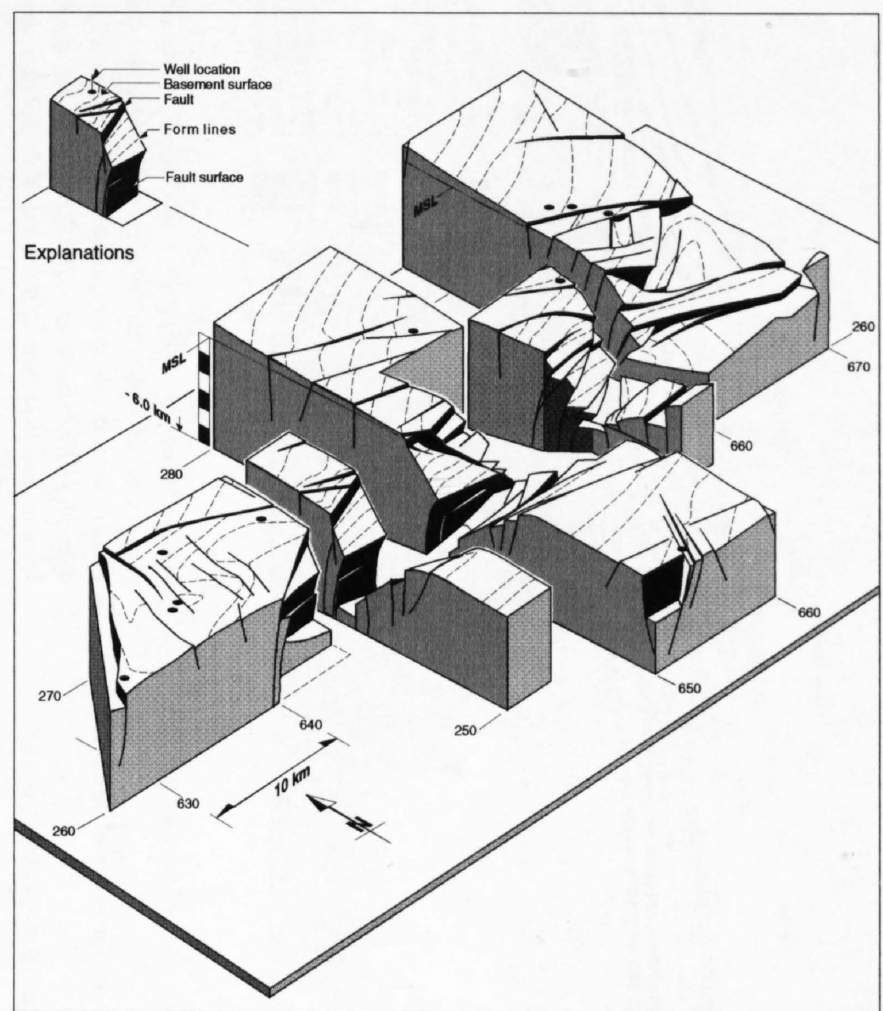 Well location
Basement surface
Fault
Form lines
Fault surface
Explanations
MSL
MSL
- 6.0 km
280
260
670
660
660
650
250
640
630
270
260
10 km
N